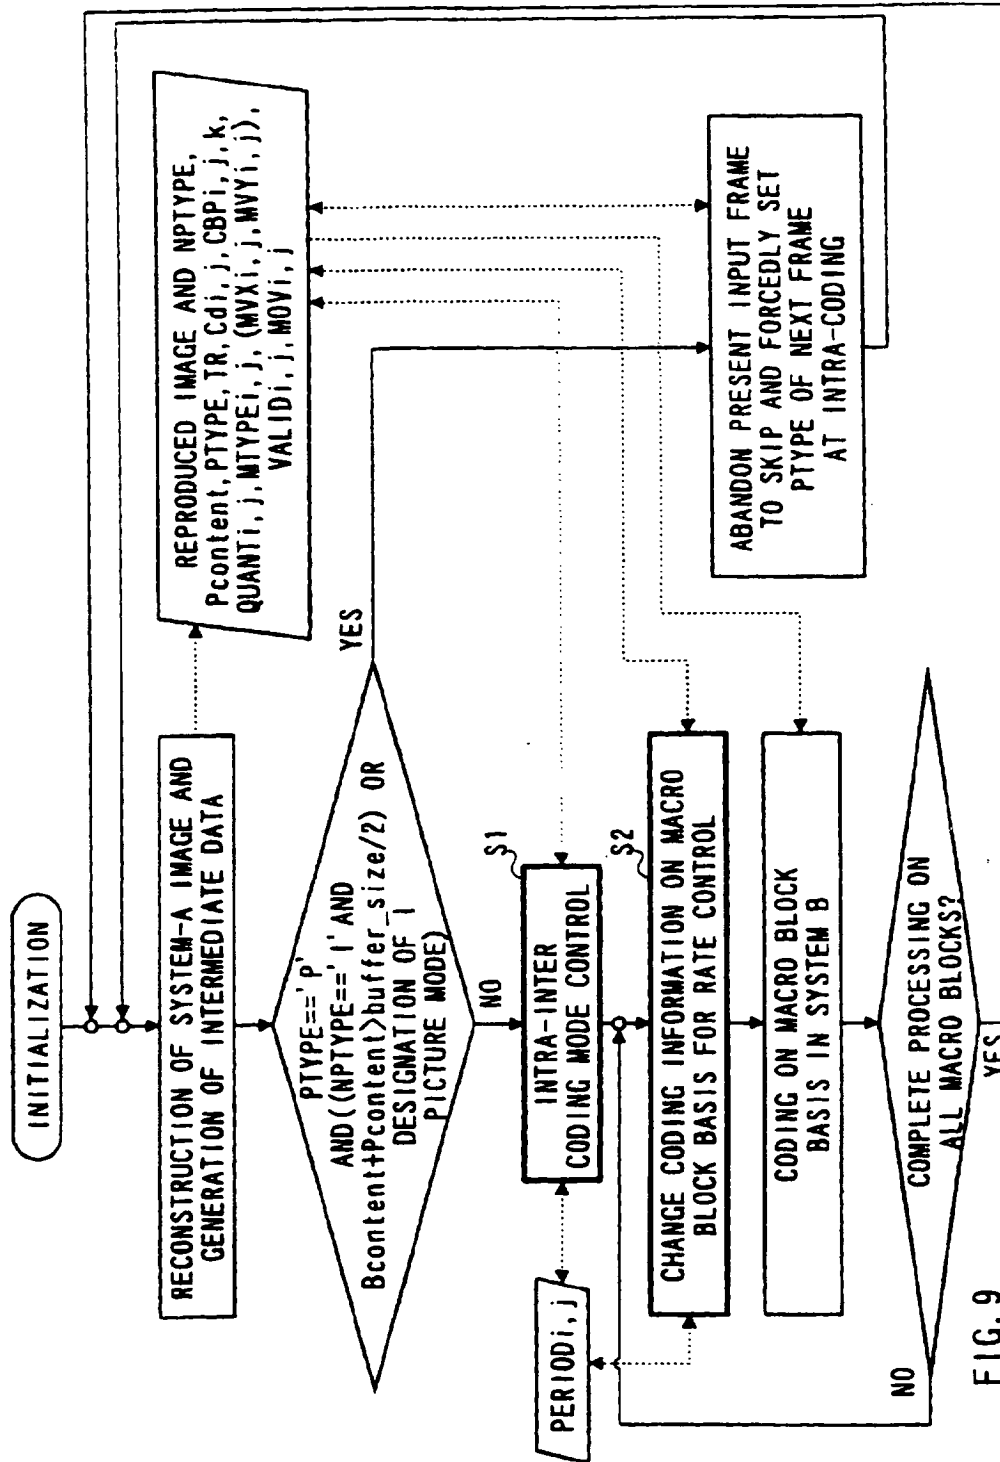 INITIALIZATION
RECONSTRUCTION OF SYSTEM-A IMAGE AND
GENERATION OF INTERMEDIATE DATA
REPRODUCED IMAGE AND NPTYPE,
Pcontent, PTYPE, TR, Cdi, j, CBPi, j, k,
QUANTi, j, MTYPEi, j, (MVXi, j, MVYi, j),
VALIDi, j, MOVi, j
PTYPE=='P'
AND((NPTYPE=='I' AND
Bcontent+Pcontent>buffer_size/2) OR
DESIGNATION OF I
PICTURE MODE)
YES
NO
ABANDON PRESENT INPUT FRAME
TO SKIP AND FORCEDLY SET
PTYPE OF NEXT FRAME
AT INTRA-CODING
S1
INTRA-INTER
CODING MODE CONTROL
PERIODi, j
S2
CHANGE CODING INFORMATION ON MACRO
BLOCK BASIS FOR RATE CONTROL
CODING ON MACRO BLOCK
BASIS IN SYSTEM B
COMPLETE PROCESSING ON
ALL MACRO BLOCKS?
NO
YES
FIG. 9